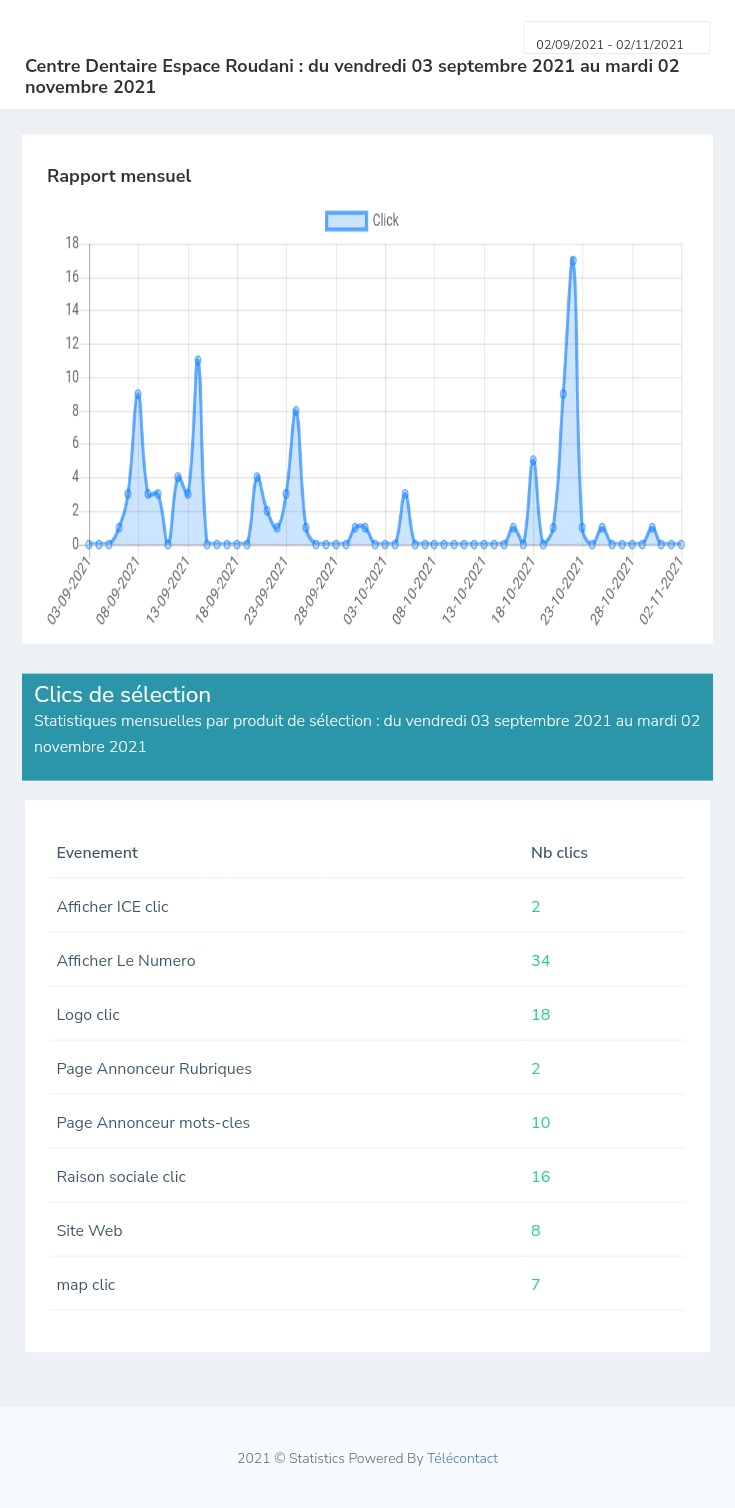 02/09/2021 - 02/11/2021
Centre Dentaire Espace Roudani : du vendredi 03 septembre 2021 au mardi 02
novembre 2021
Rapport mensuel
Click
18
16
14
12
10
8
6
4
2
0
03-09-2021
08-09-2021
13-09-2021
18-09-2021
23-09-2021
28-09-2021
03-10-2021
08-10-2021
13-10-2021
18-10-2021
23-10-2021
28-10-2021
02-11-2021
Clics de sélection
Statistiques mensuelles par produit de sélection : du vendredi 03 septembre 2021 au mardi 02
novembre 2021
Evenement Nb clics
Afficher ICE clic 2
Afficher Le Numero 34
Logo clic 18
Page Annonceur Rubriques 2
Page Annonceur mots-cles 10
Raison sociale clic 16
Site Web 8
map clic 7
2021 © Statistics Powered By Télécontact